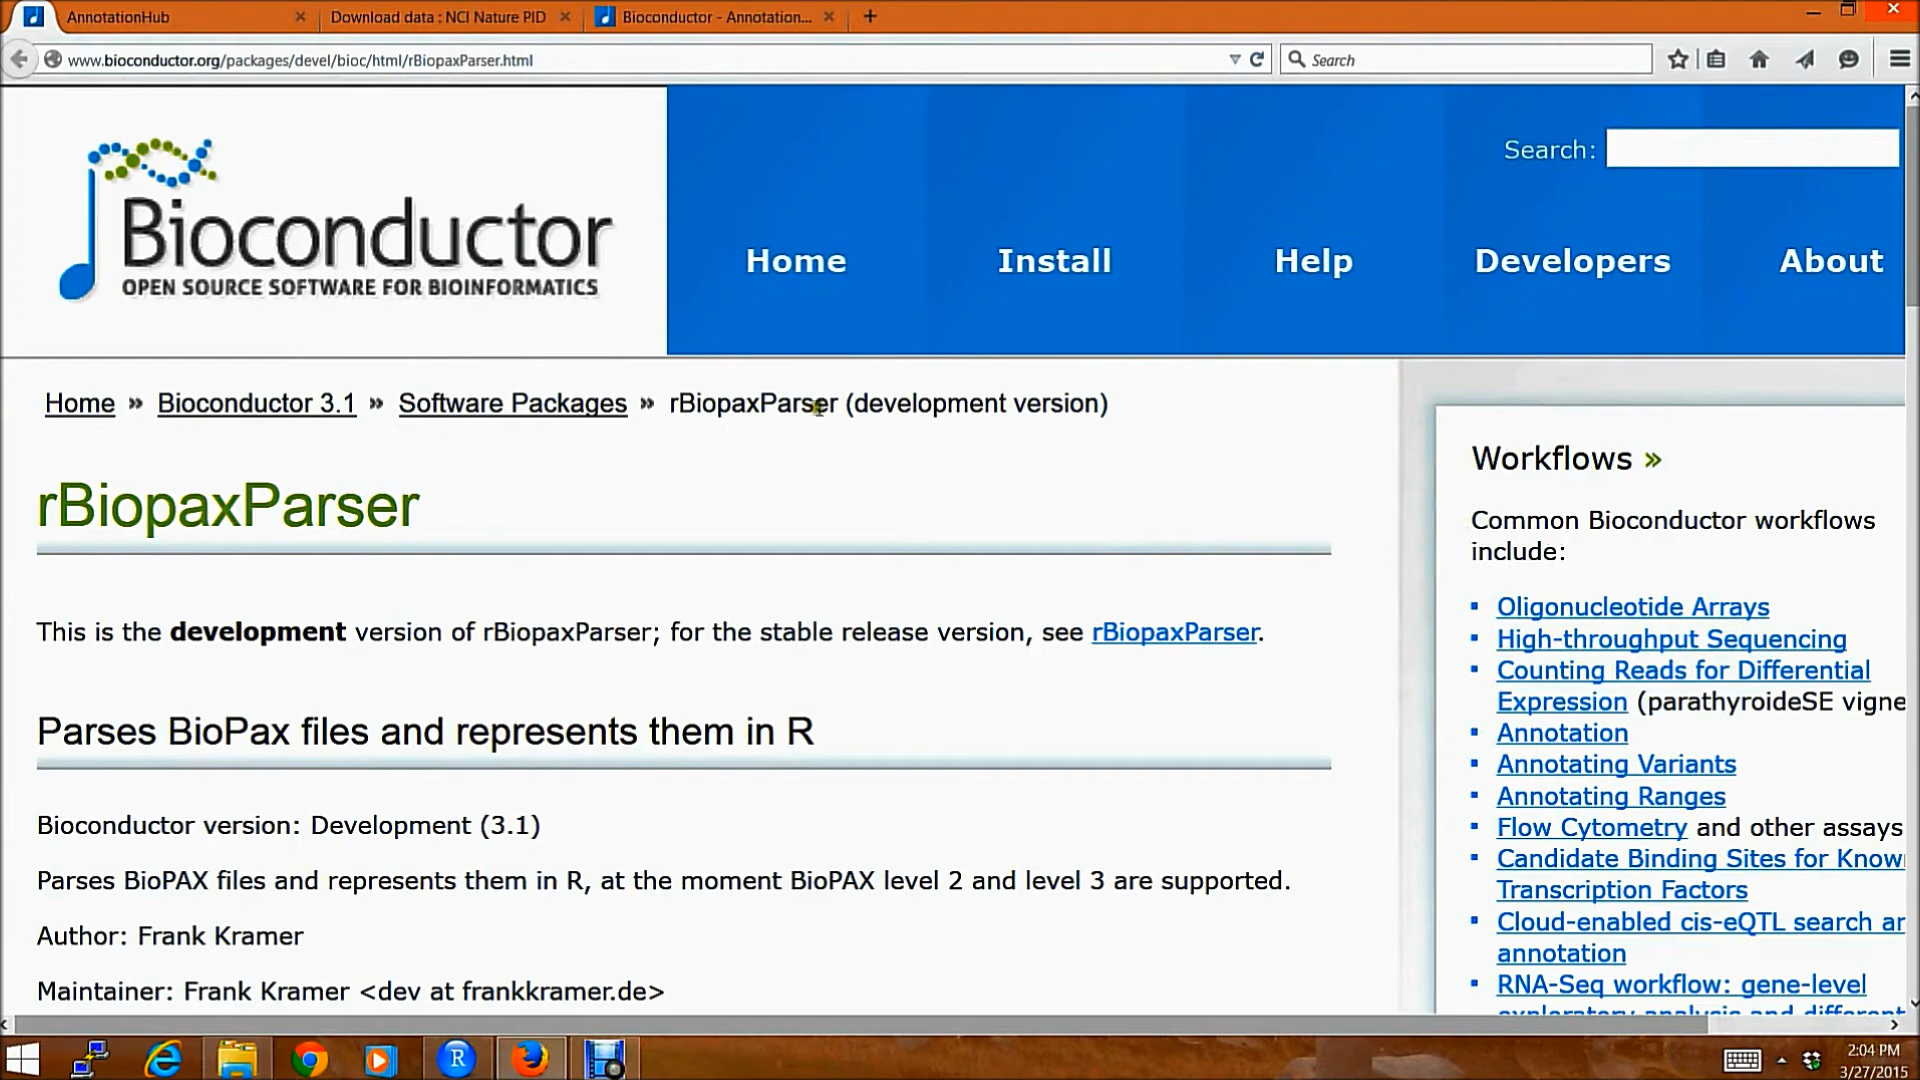 AnnotationHub
Download data : NCI Nature PID
Bioconductor - Annotation...
www.bioconductor.org/packages/devel/bioc/html/rBiopaxParser.html
Search
Bioconductor
OPEN SOURCE SOFTWARE FOR BIOINFORMATICS
Search:
Home Install Help Developers About
Home » Bioconductor 3.1 » Software Packages » rBiopaxParser (development version)
rBiopaxParser
This is the development version of rBiopaxParser; for the stable release version, see rBiopaxParser.
Parses BioPax files and represents them in R
Bioconductor version: Development (3.1)
Parses BioPAX files and represents them in R, at the moment BioPAX level 2 and level 3 are supported.
Author: Frank Kramer
Maintainer: Frank Kramer <dev at frankkramer.de>
Workflows »
Common Bioconductor workflows
include:
Oligonucleotide Arrays
High-throughput Sequencing
Counting Reads for Differential
Expression (parathyroideSE vigne
Annotation
Annotating Variants
Annotating Ranges
Flow Cytometry and other assays
Candidate Binding Sites for Know
Transcription Factors
Cloud-enabled cis-eQTL search an
annotation
RNA-Seq workflow: gene-level
exploratory analysis and different
R
2:04 PM
3/27/2015